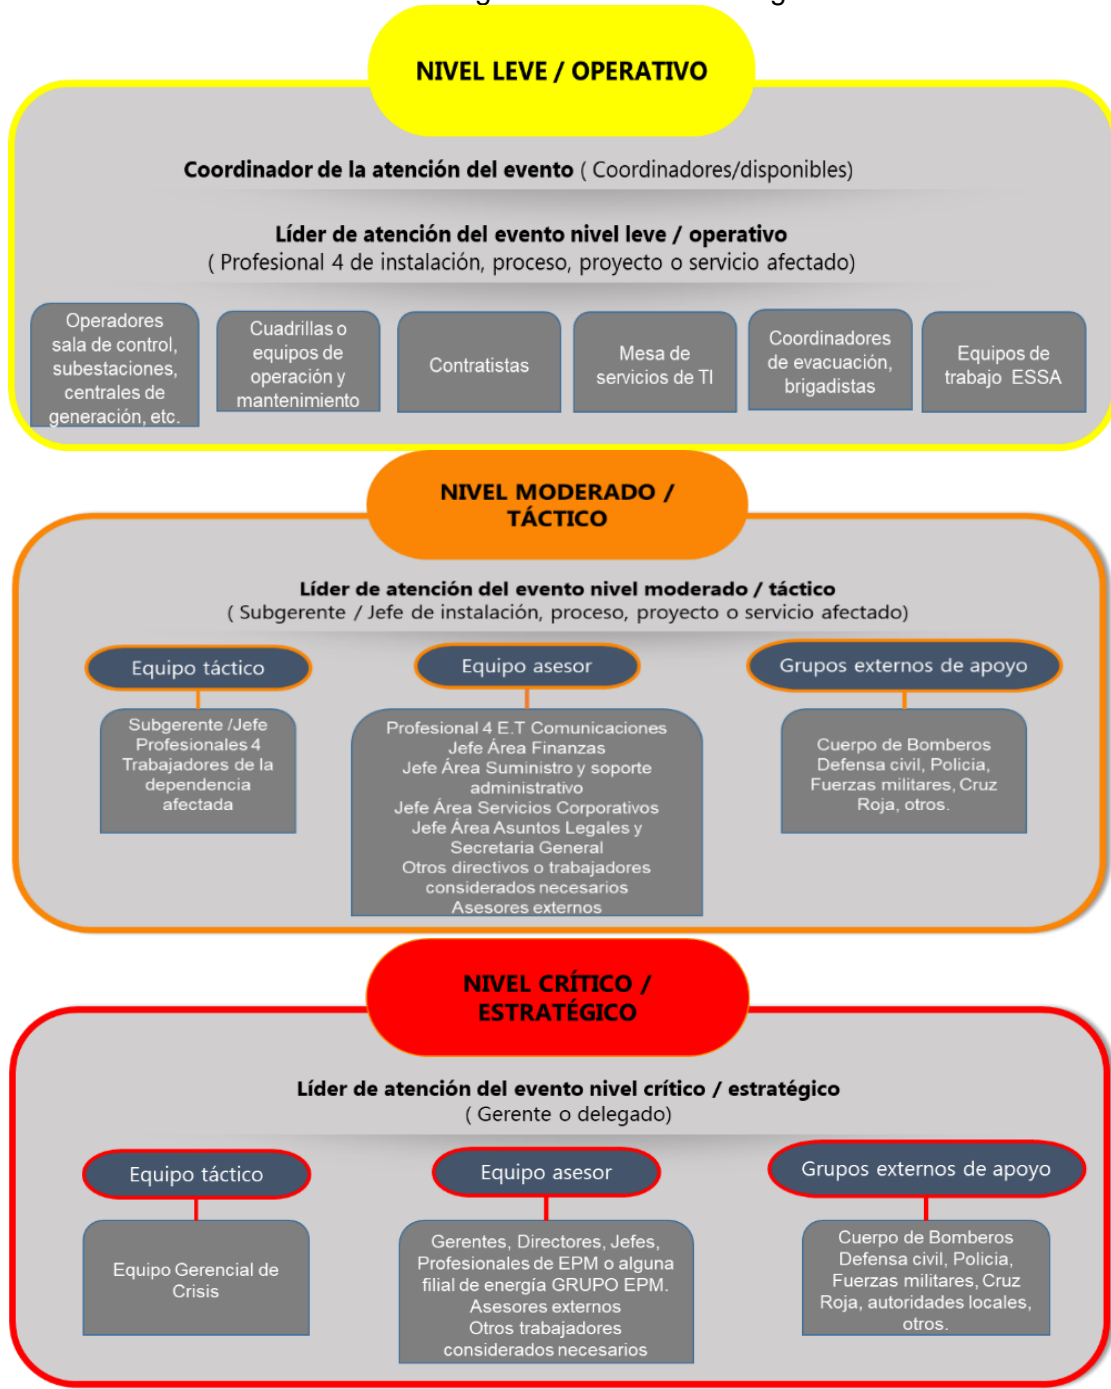 NIVEL LEVE / OPERATIVO
Coordinador de la atención del evento ( Coordinadores/disponibles)
Líder de atención del evento nivel leve / operativo
( Profesional 4 de instalación, proceso, proyecto o servicio afectado)
Operadores
sala de control,
subestaciones,
centrales de
generación, etc.
Cuadrillas o
equipos de
operación y
mantenimiento
Contratistas
Mesa de
servicios de TI
Coordinadores
de evacuación,
brigadistas
Equipos de
trabajo ESSA
NIVEL MODERADO /
TÁCTICO
Líder de atención del evento nivel moderado / táctico
( Subgerente / Jefe de instalación, proceso, proyecto o servicio afectado)
Equipo táctico
Subgerente /Jefe
Profesionales 4
Trabajadores de la
dependencia
afectada
Equipo asesor
Profesional 4 E.T Comunicaciones
Jefe Área Finanzas
Jefe Área Suministro y soporte
administrativo
Jefe Área Servicios Corporativos
Jefe Área Asuntos Legales y
Secretaria General
Otros directivos o trabajadores
considerados necesarios
Asesores externos
Grupos externos de apoyo
Cuerpo de Bomberos
Defensa civil, Policia,
Fuerzas militares, Cruz
Roja, otros.
NIVEL CRÍTICO /
ESTRATÉGICO
Líder de atención del evento nivel crítico / estratégico
( Gerente o delegado)
Equipo táctico
Equipo Gerencial de
Crisis
Equipo asesor
Gerentes, Directores, Jefes,
Profesionales de EPM o alguna
filial de energía GRUPO EPM.
Asesores externos
Otros trabajadores
considerados necesarios
Grupos externos de apoyo
Cuerpo de Bomberos
Defensa civil, Policia,
Fuerzas militares, Cruz
Roja, autoridades locales,
otros.